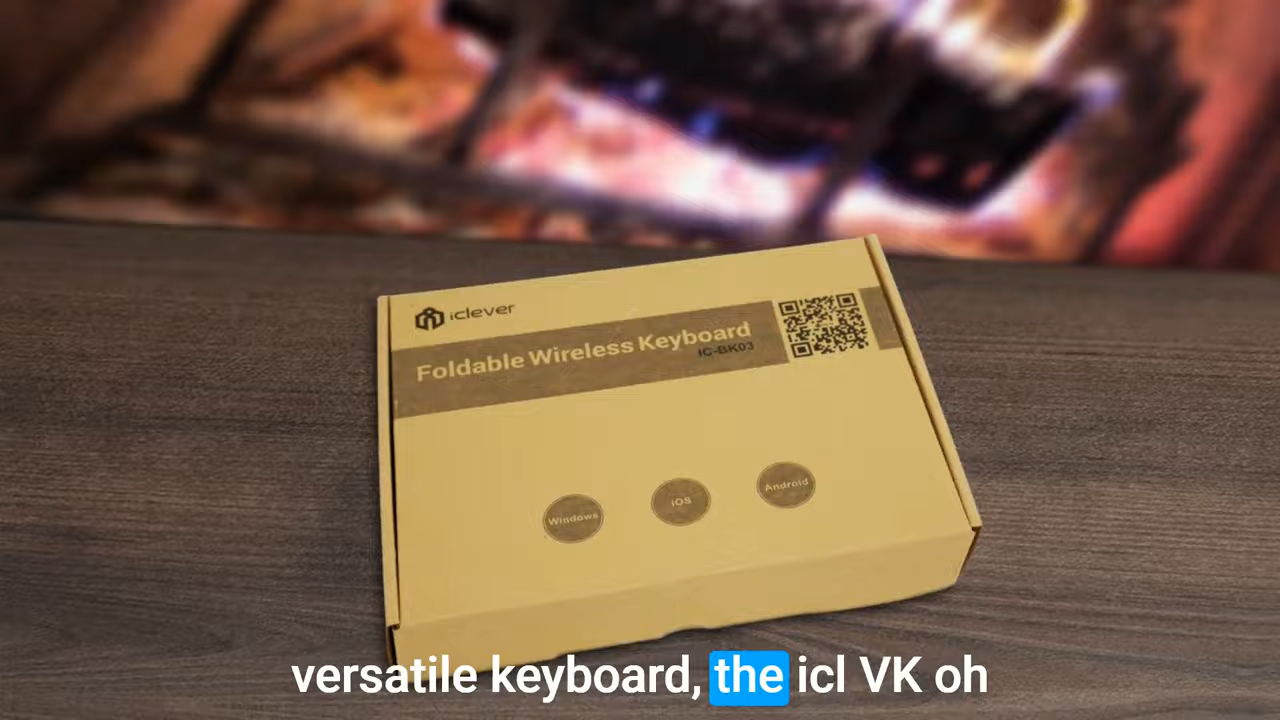 iclever
Foldable Wireless Keyboard
IC-BK03
Windows
iOS
Android
versatile keyboard, the icl VK oh